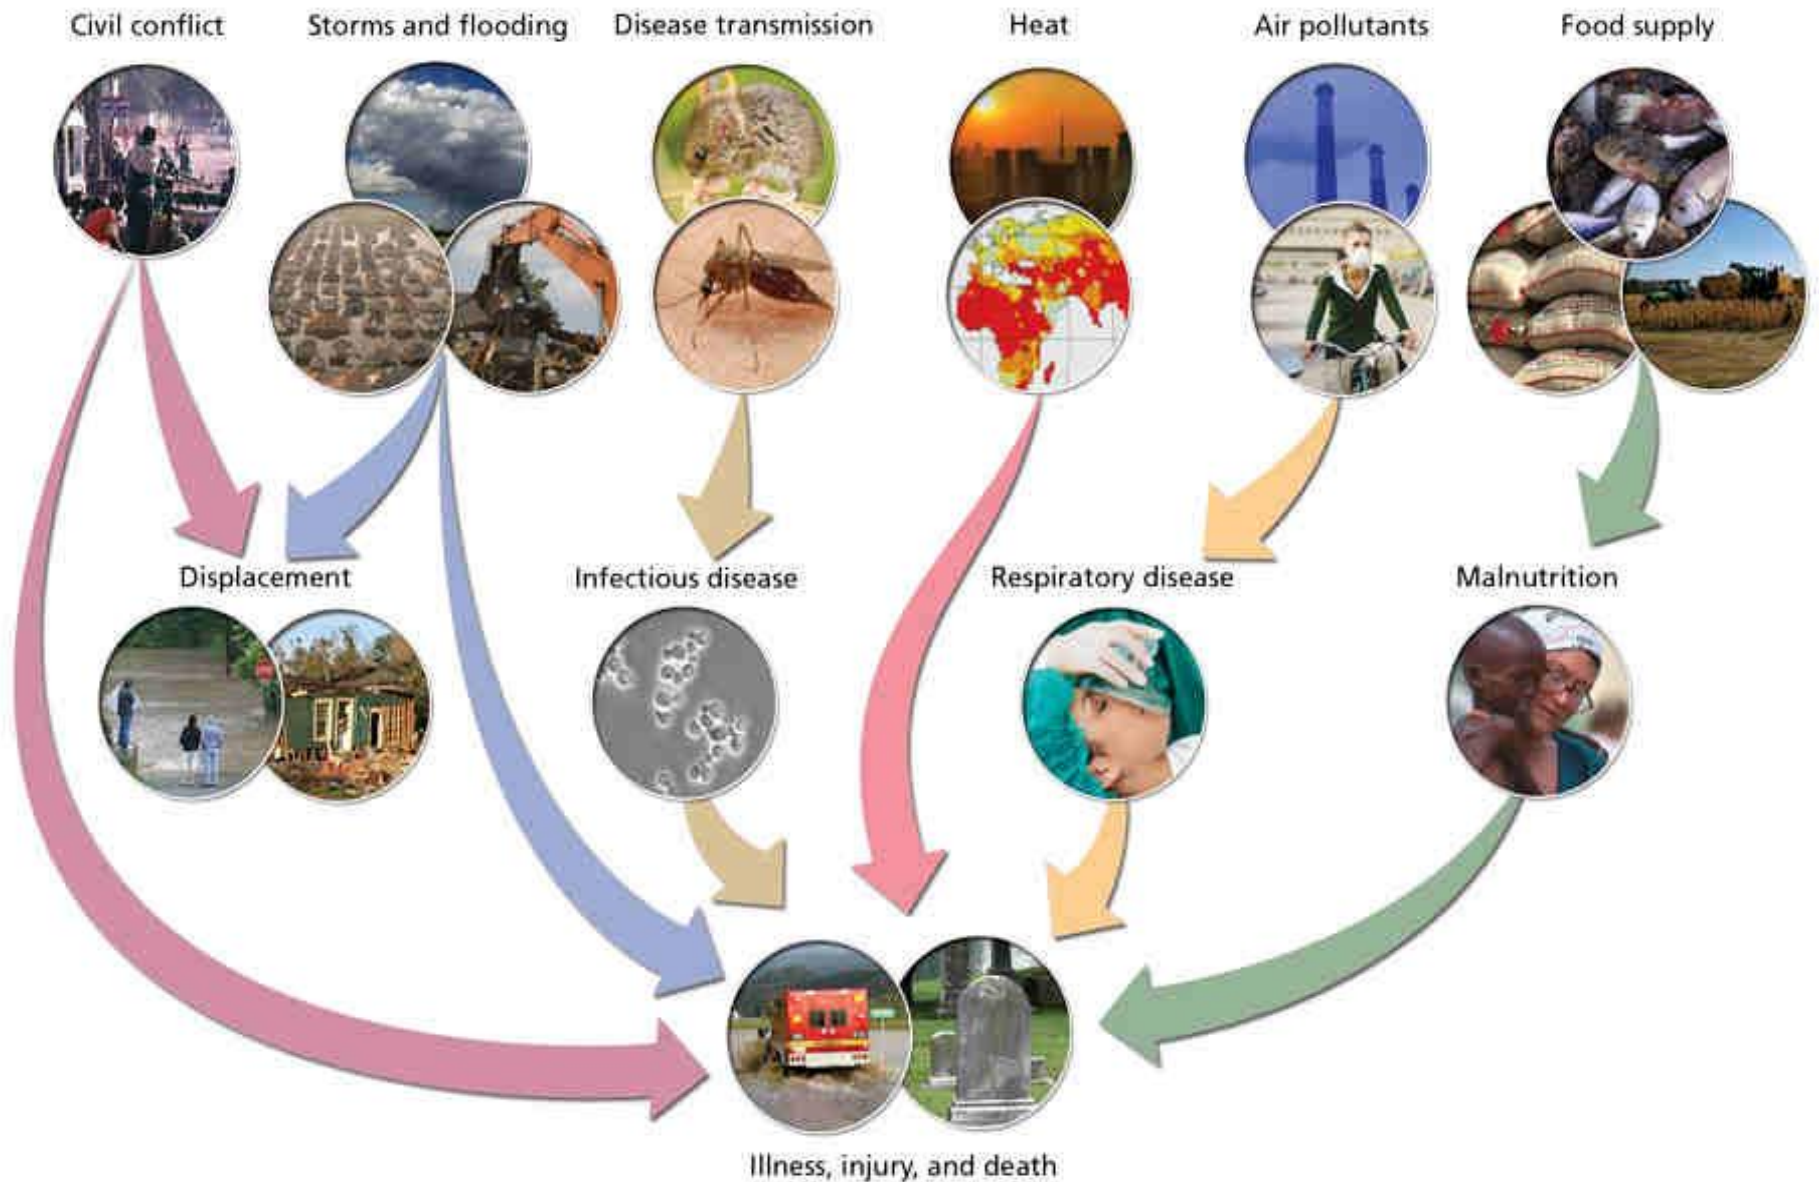 Civil conflict
Storms and flooding
Disease transmission
Heat
Air pollutants
Food supply
Displacement
Infectious disease
Respiratory disease
Malnutrition
Illness, injury, and death